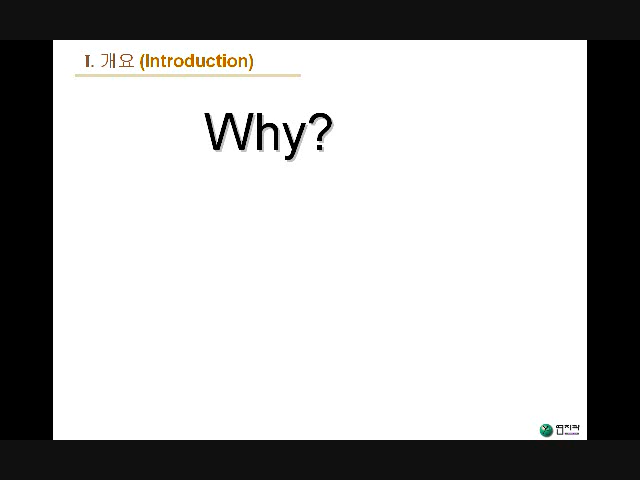 I. 개요 (Introduction)
Why?